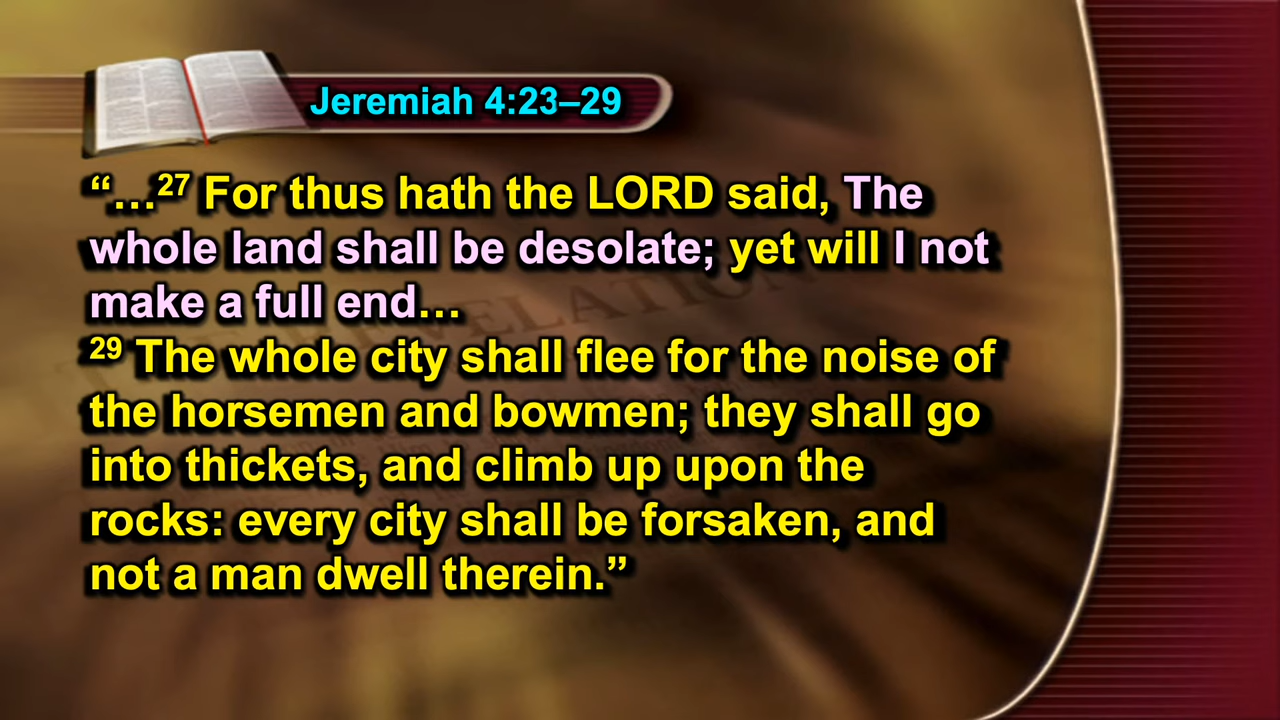 Jeremiah 4:23–29
“…27 For thus hath the LORD said, The
whole land shall be desolate; yet will I not
make a full end…
29 The whole city shall flee for the noise of
the horsemen and bowmen; they shall go
into thickets, and climb up upon the
rocks: every city shall be forsaken, and
not a man dwell therein.”
REVELATION